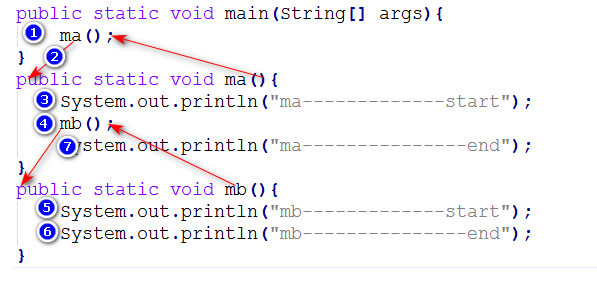 public static void main(String[] args){
1 ma();
} 2
public static void ma(){
3 System.out.println("ma-------------start");
4 mb();
7 ystem.out.println("ma---------------end");
}
public static void mb(){
5 System.out.println("mb-------------start");
6 System.out.println("mb---------------end");
}